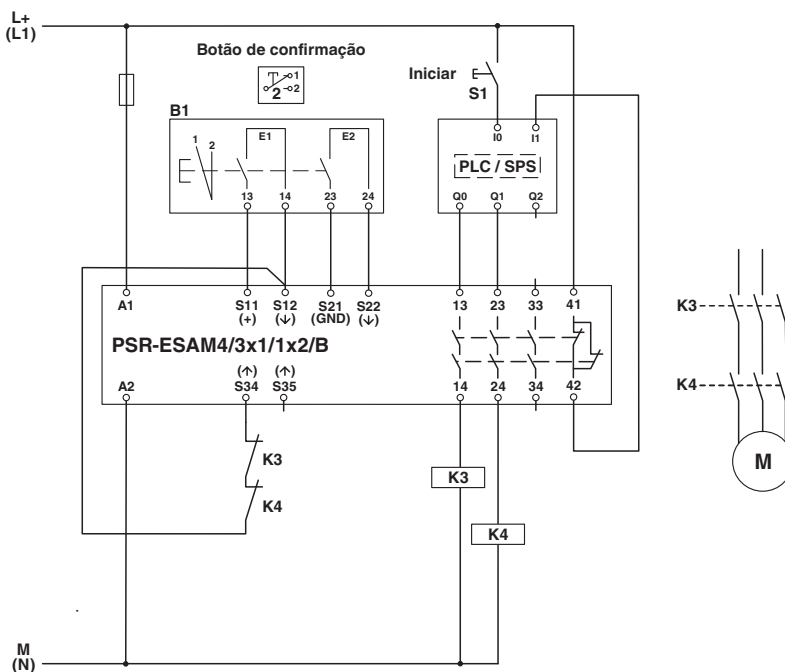 L+
(L1)
Botão de confirmação
1
2
2
Iniciar
S1
B1
1
2
E1
E2
13
14
23
24
I0
I1
PLC / SPS
Q0
Q1
Q2
A1
S11
(+)
S12
(↓)
S21
(GND)
S22
(↓)
13
23
33
41
PSR-ESAM4/3x1/1x2/B
A2
(↑)
S34
(↑)
S35
14
24
34
42
K3
K4
K3
K4
K3
K4
M
M
(N)